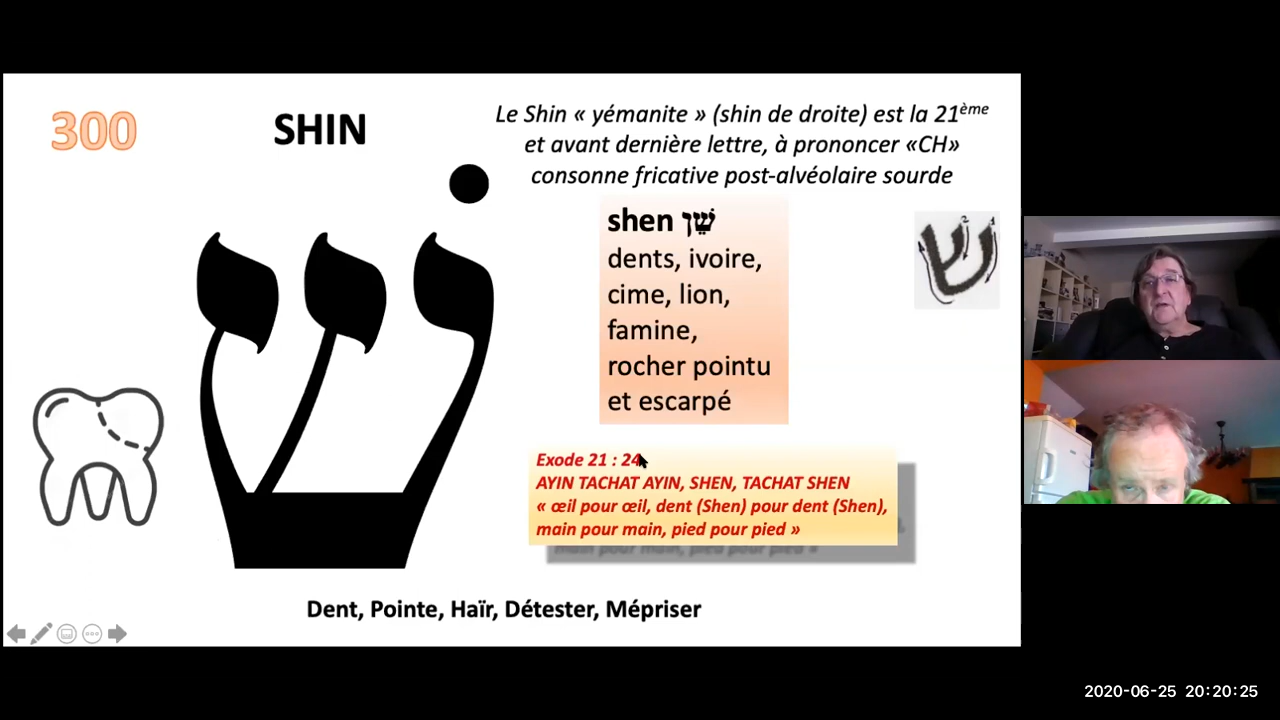 300
SHIN
Le Shin « yémanite » (shin de droite) est la 21ème
et avant dernière lettre, à prononcer «CH»
consonne fricative post-alvéolaire sourde
שׁ
shen שֵׁן
dents, ivoire,
cime, lion,
famine,
rocher pointu
et escarpé
ש
2 1
Exode 21 : 24
AYIN TACHAT AYIN, SHEN, TACHAT SHEN
« œil pour œil, dent (Shen) pour dent (Shen),
main pour main, pied pour pied »
Dent, Pointe, Haïr, Détester, Mépriser
2020-06-25 20:20:25